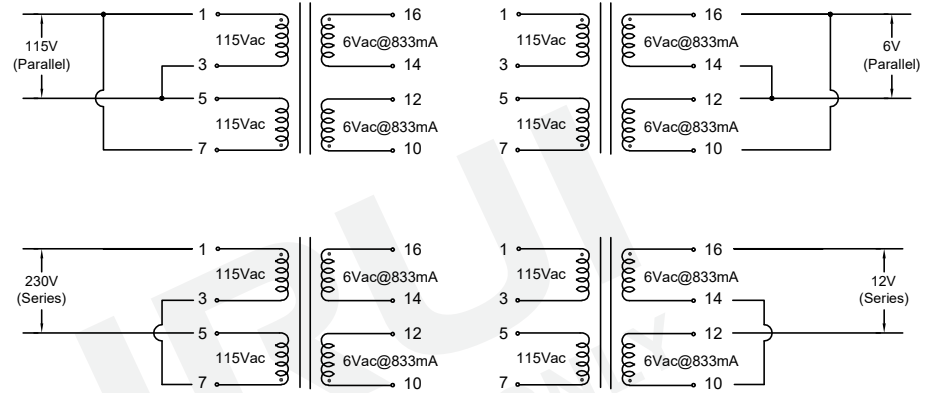 1 16 1 16
115V 115Vac 6Vac@833mA 115Vac 6Vac@833mA 6V
(Parallel) (Parallel)
3 14 3 14
5 12 5 12
115Vac 6Vac@833mA 115Vac 6Vac@833mA
7 10 7 10
1 16 1 16
230V 115Vac 6Vac@833mA 115Vac 6Vac@833mA 12V
(Series) (Series)
3 14 3 14
5 12 5 12
115Vac 6Vac@833mA 115Vac 6Vac@833mA
7 10 7 10